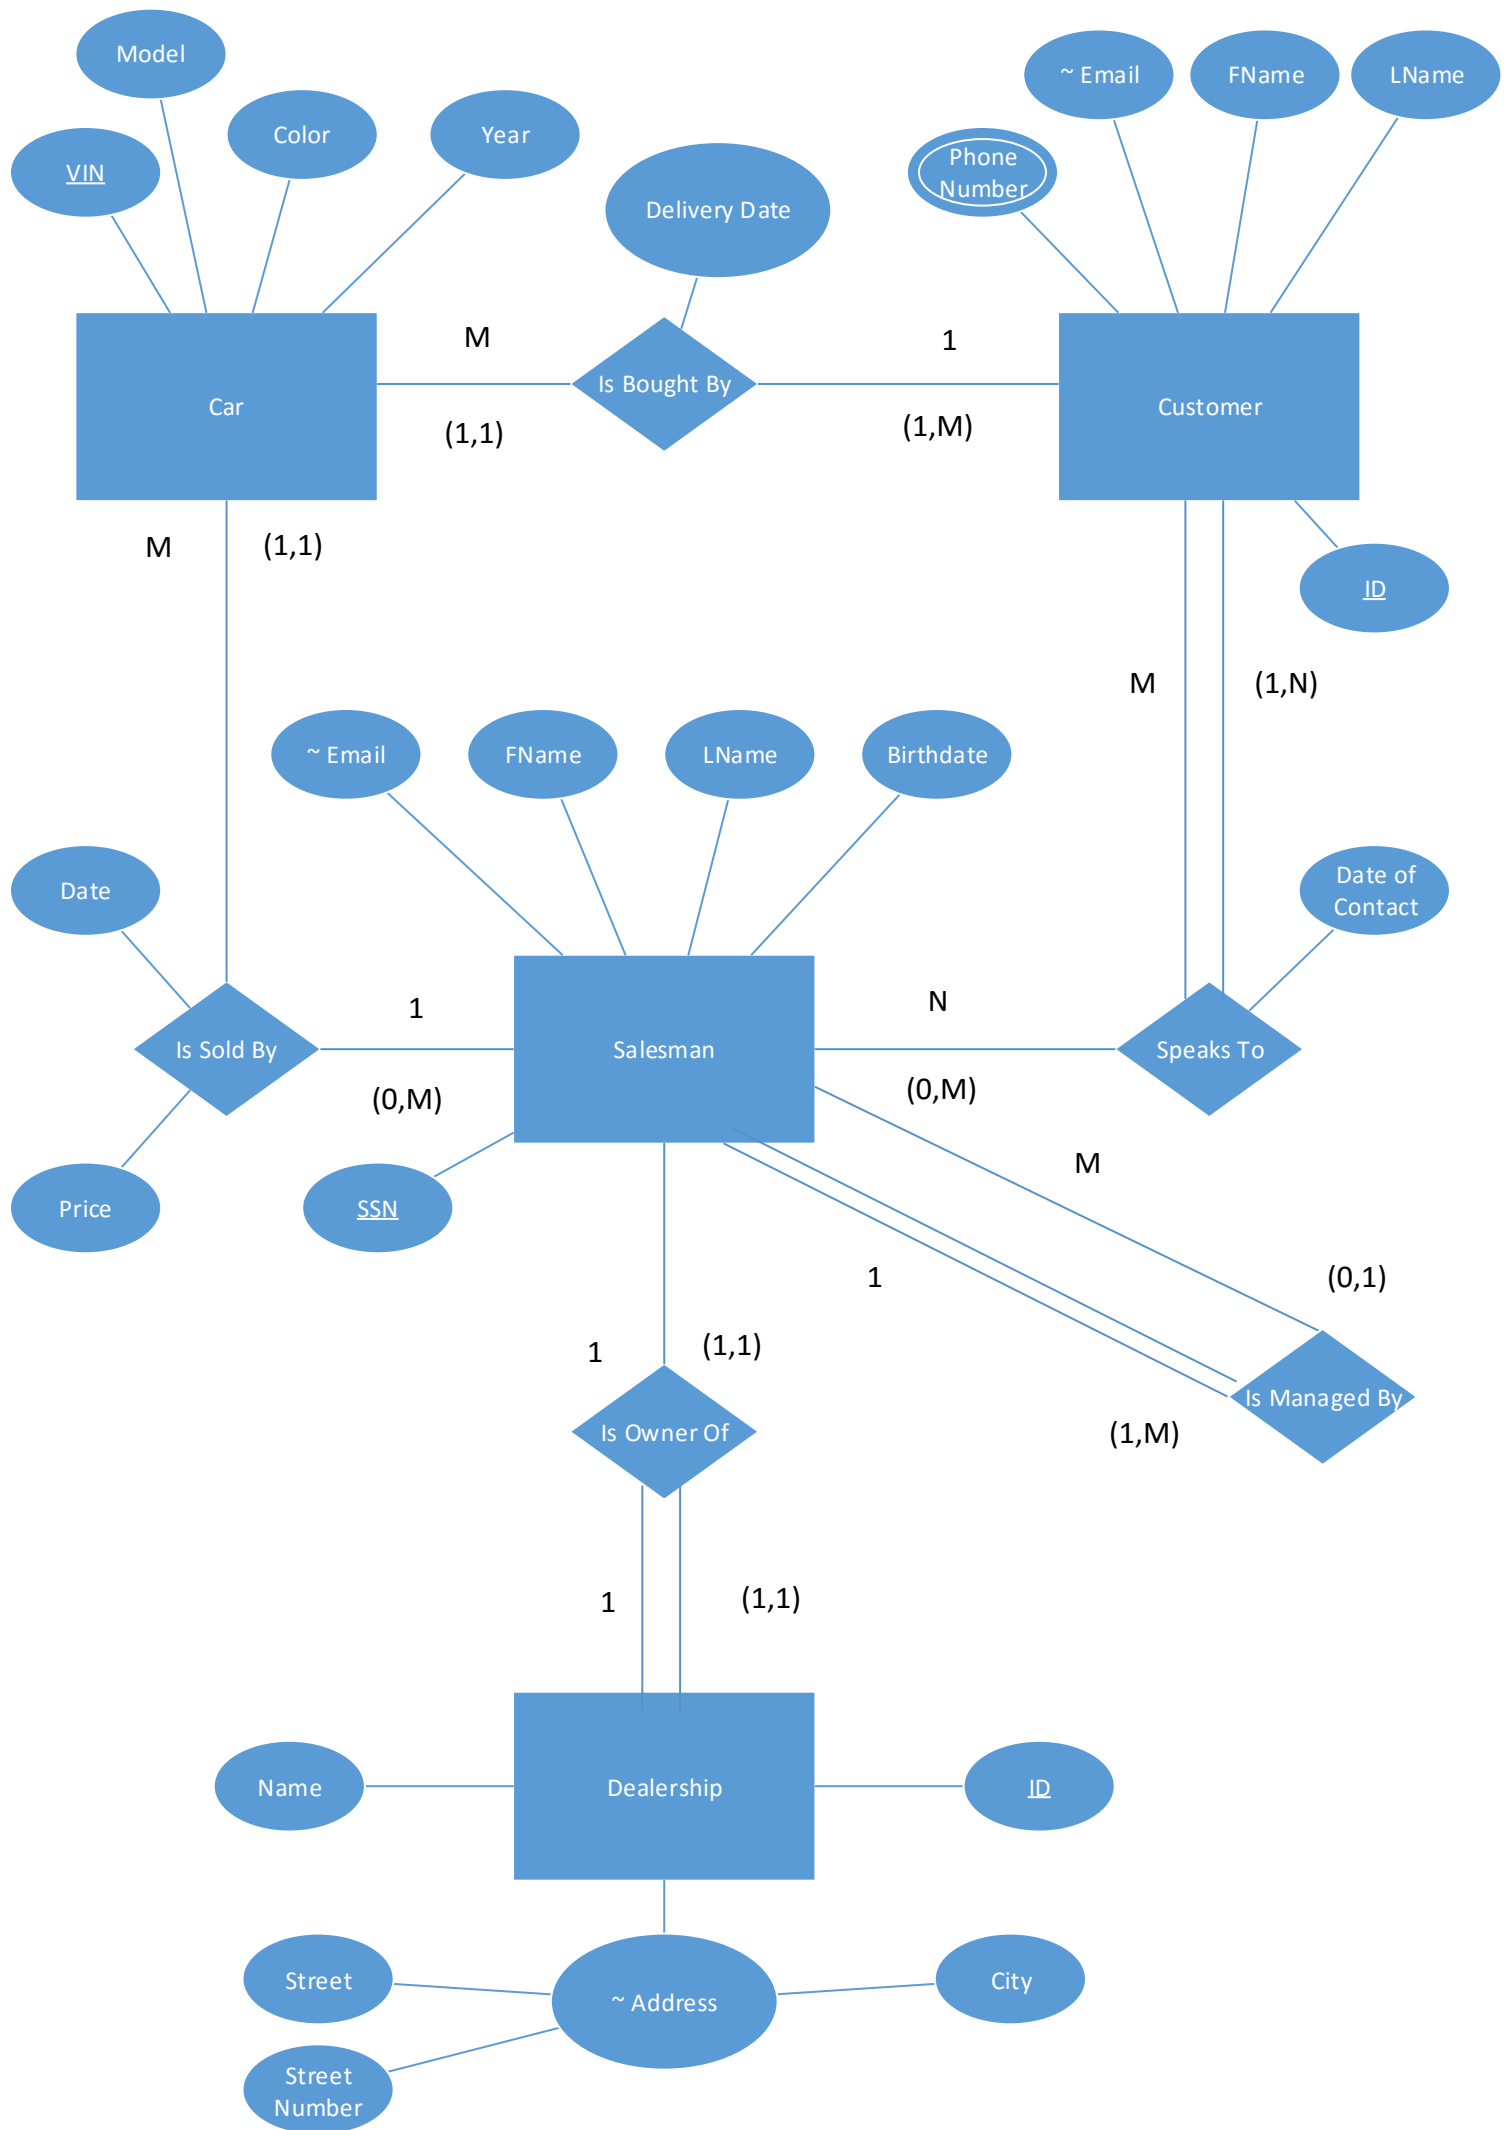 Model
~ Email
FName
LName
Color
Year
VIN
Phone
Number
Delivery Date
M
1
Is Bought By
Car
Customer
(1,1)
(1,M)
M
(1,1)
ID
M
(1,N)
~ Email
FName
LName
Birthdate
Date
Date of
Contact
1
N
Is Sold By
Salesman
Speaks To
(0,M)
(0,M)
M
Price
SSN
1
(0,1)
1
(1,1)
Is Managed By
Is Owner Of
(1,M)
1
(1,1)
Name
Dealership
ID
Street
~ Address
City
Street
Number